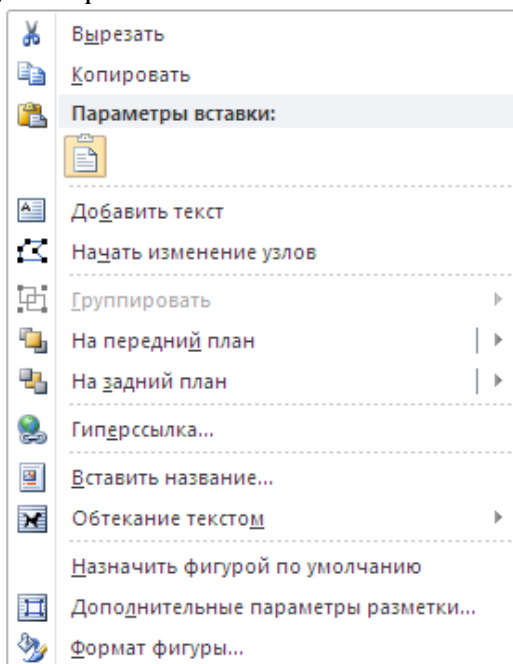 Вырезать
Копировать
Параметры вставки:
Добавить текст
Начать изменение узлов
Группировать
На передний план
На задний план
Гиперссылка...
Вставить название...
Обтекание текстом
Назначить фигурой по умолчанию
Дополнительные параметры разметки...
Формат фигуры...